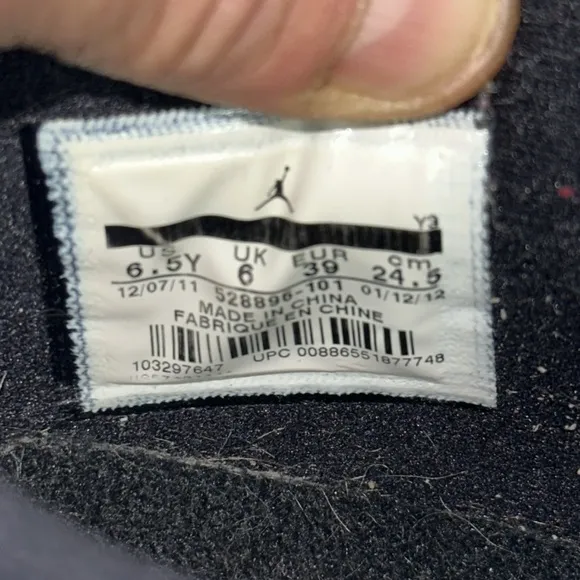 Y3
US UK EUR cm
6.5Y 6 39 24.5
12/07/11 528896-101 01/12/12
MADE IN CHINA
FABRIQUE EN CHINE
103297647 UPC 00886551877748